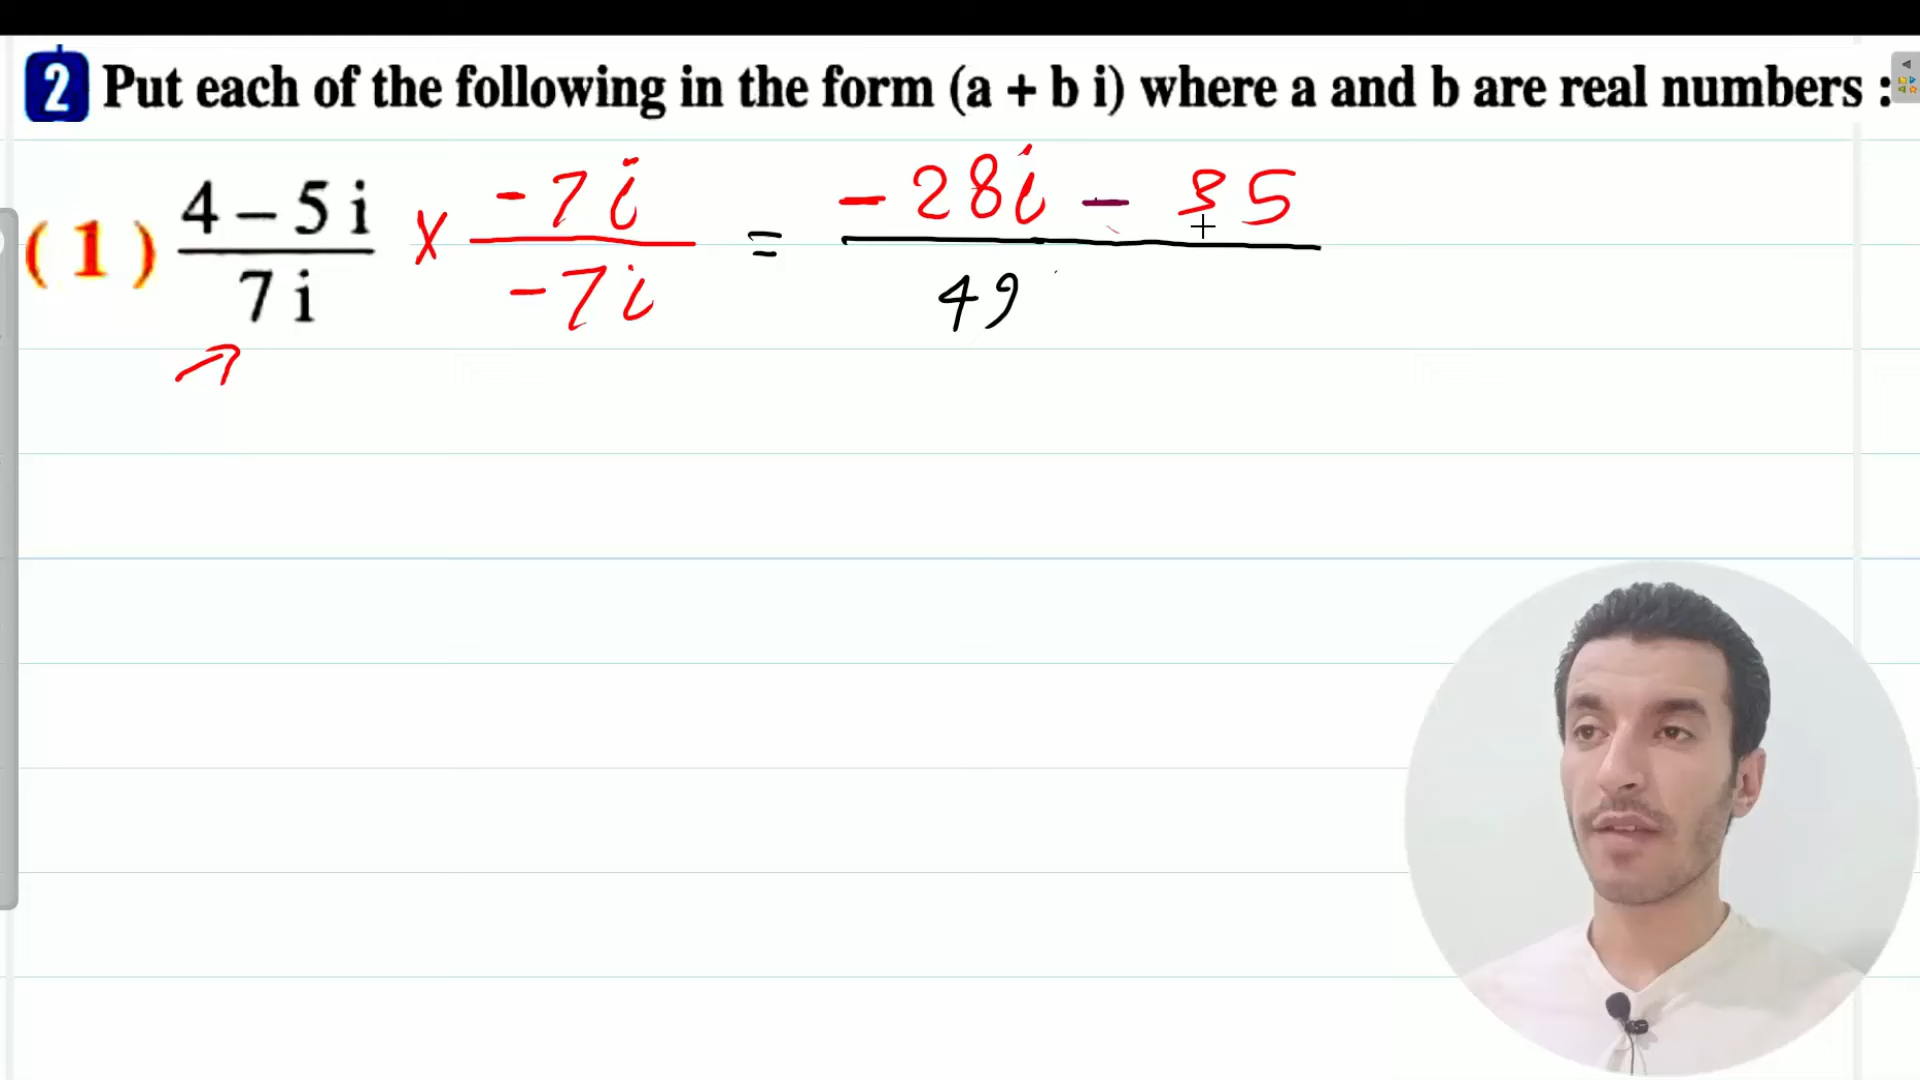 2 Put each of the following in the form (a + b i) where a and b are real numbers :
(1) 4 – 5 i / 7 i × -7i / -7i = -28i - 35 / 49